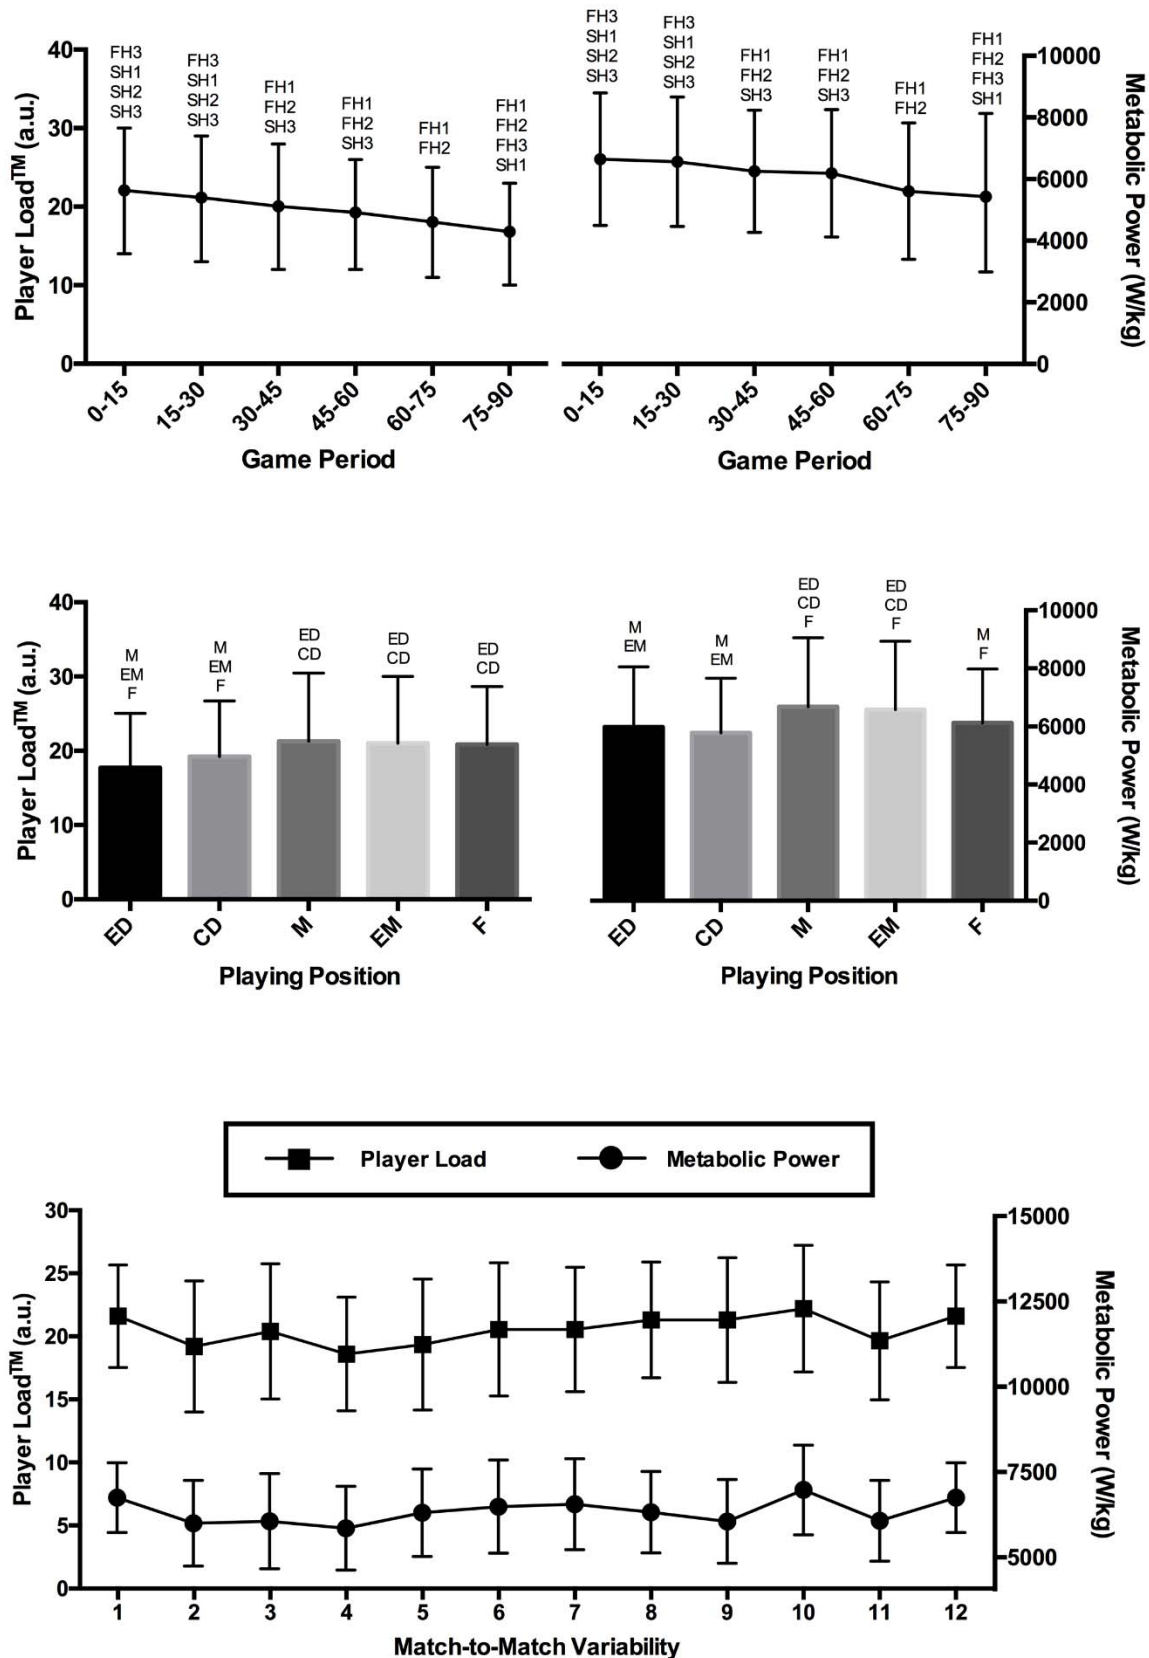 Player Load™ (a.u.)
40
30
20
10
0
FH3
SH1
SH2
SH3
FH3
SH1
SH2
SH3
FH1
FH2
SH3
FH1
FH2
SH3
FH1
FH2
FH1
FH2
FH3
SH1
0-15
15-30
30-45
45-60
60-75
75-90
Game Period
FH3
SH1
SH2
SH3
FH3
SH1
SH2
SH3
FH1
FH2
SH3
FH1
FH2
SH3
FH1
FH2
FH1
FH2
FH3
SH1
10000
8000
6000
4000
2000
0
Metabolic Power (W/kg)
0-15
15-30
30-45
45-60
60-75
75-90
Game Period
Player Load™ (a.u.)
40
30
20
10
0
M
EM
F
M
EM
F
ED
CD
ED
CD
ED
CD
ED
CD
M
EM
F
Playing Position
M
EM
M
EM
ED
CD
F
ED
CD
F
M
F
10000
8000
6000
4000
2000
0
Metabolic Power (W/kg)
ED
CD
M
EM
F
Playing Position
Player Load
Metabolic Power
Player Load™ (a.u.)
30
25
20
15
10
5
0
15000
12500
10000
7500
5000
Metabolic Power (W/kg)
1 2 3 4 5 6 7 8 9 10 11 12
Match-to-Match Variability